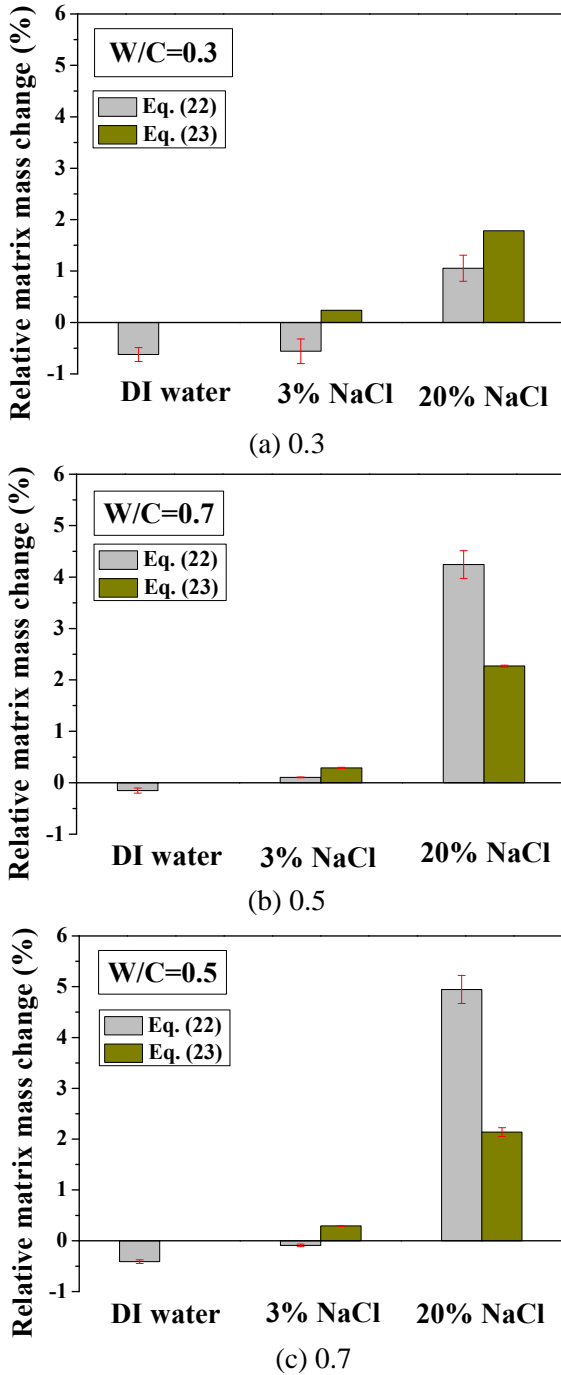 Relative matrix mass change (%)
6
5
4
3
2
1
0
-1
W/C=0.3
Eq. (22)
Eq. (23)
DI water
3% NaCl
20% NaCl
(a) 0.3
Relative matrix mass change (%)
6
5
4
3
2
1
0
-1
W/C=0.7
Eq. (22)
Eq. (23)
DI water
3% NaCl
20% NaCl
(b) 0.5
Relative matrix mass change (%)
6
5
4
3
2
1
0
-1
W/C=0.5
Eq. (22)
Eq. (23)
DI water
3% NaCl
20% NaCl
(c) 0.7